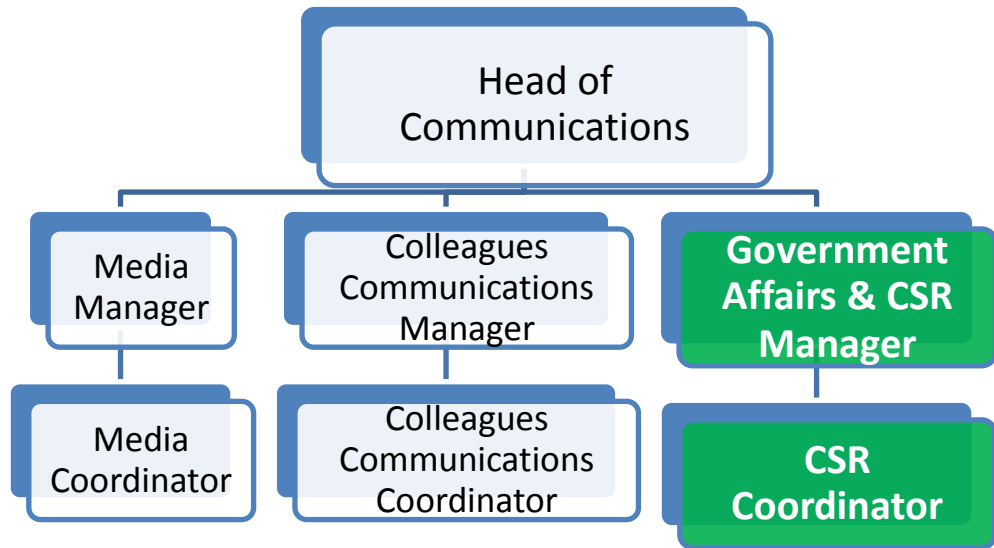 Head of
Communications
Media
Manager
Colleagues
Communications
Manager
Government
Affairs & CSR
Manager
Media
Coordinator
Colleagues
Communications
Coordinator
CSR
Coordinator